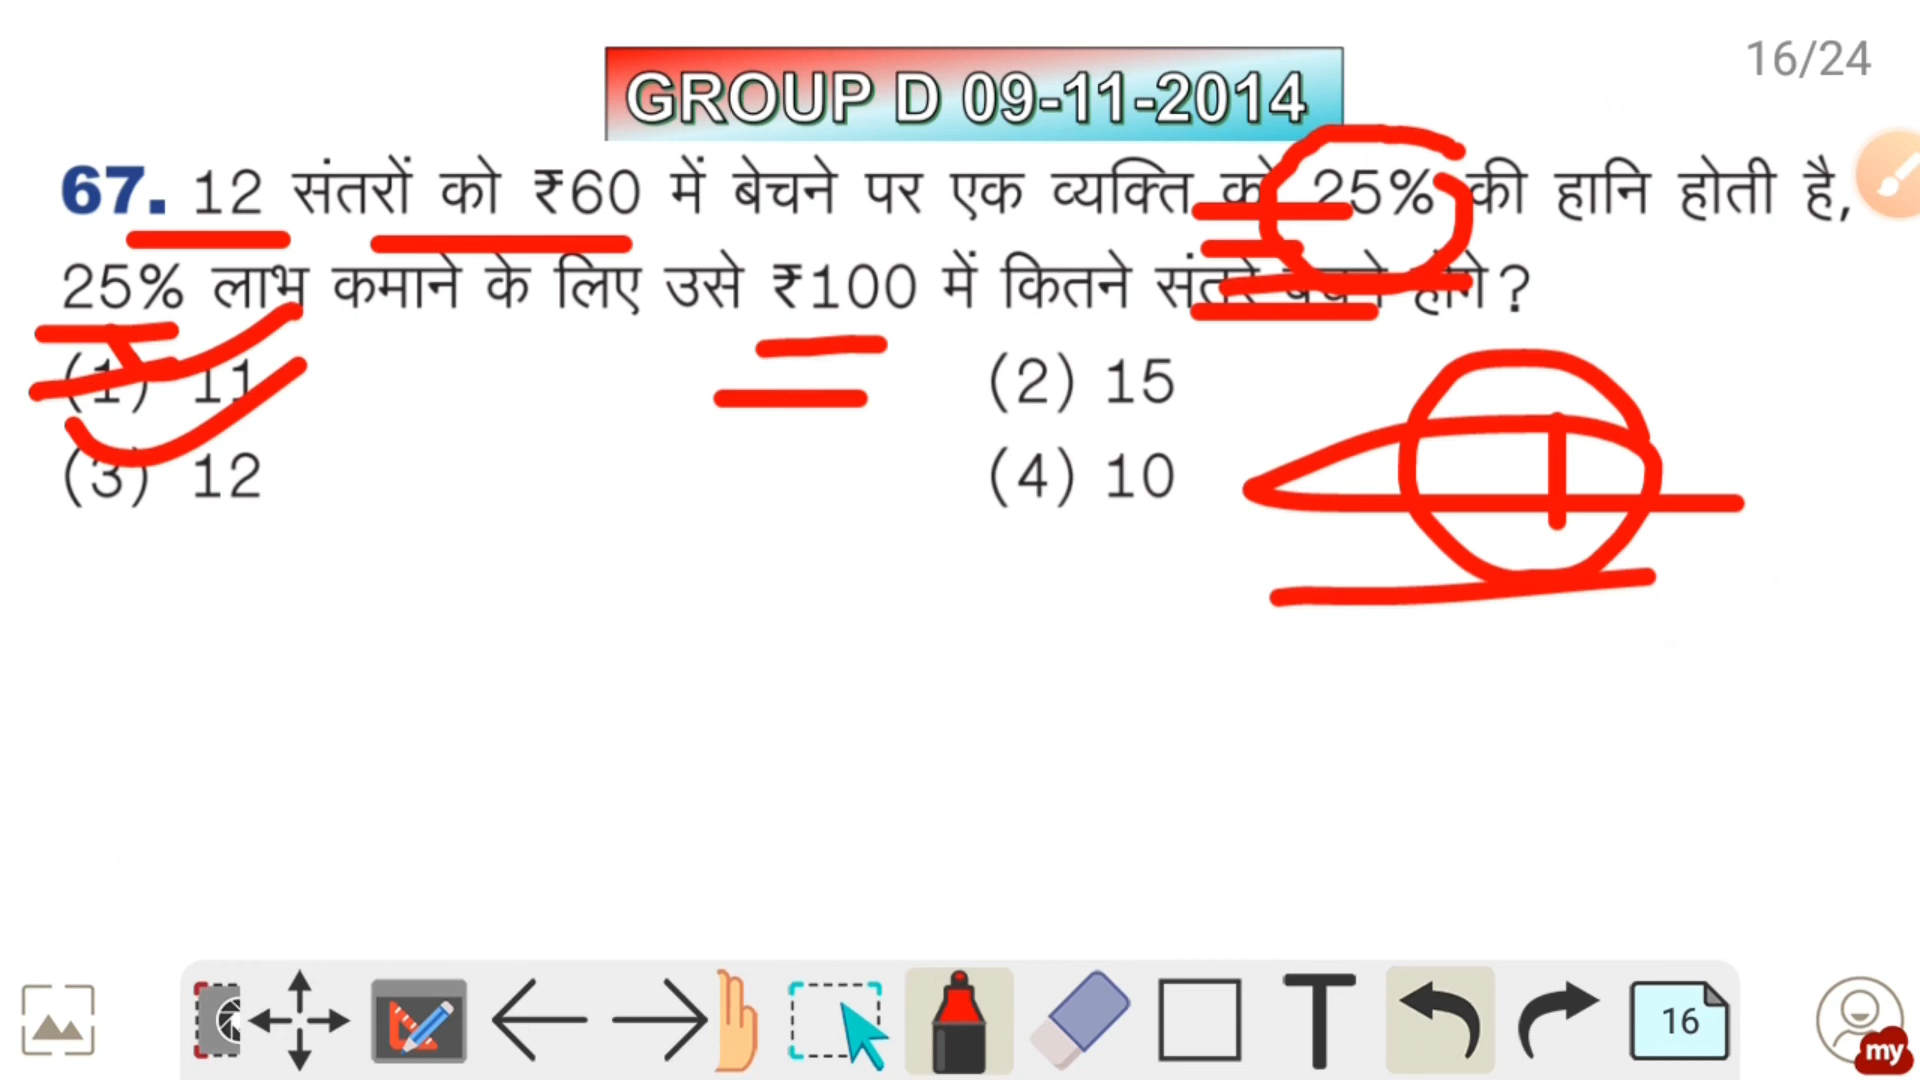 16/24
GROUP D 09-11-2014
67. 12 संतरों को ₹60 में बेचने पर एक व्यक्ति को 25% की हानि होती है,
25% लाभ कमाने के लिए उसे ₹100 में कितने संतरे बेचने होंगे?
(1) 11 (2) 15
(3) 12 (4) 10
16
my